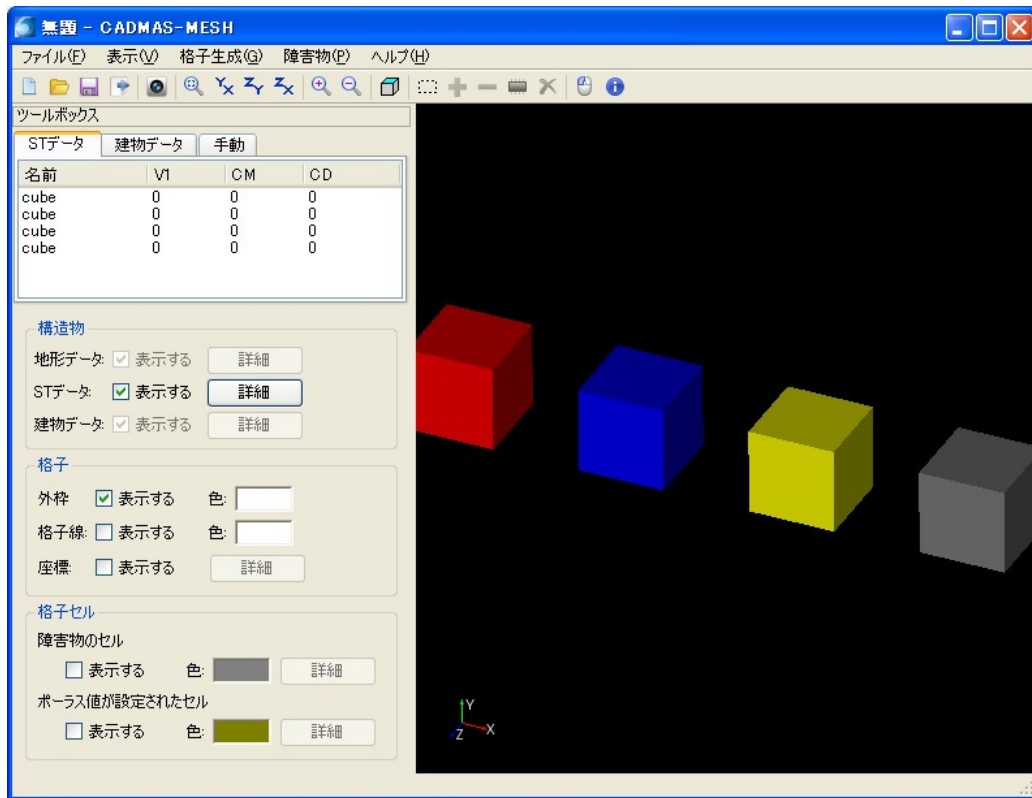 無題 - CADMAS-MESH
ファイル(F) 表示(V) 格子生成(G) 障害物(P) ヘルプ(H)
YX ZY ZX
ツールボックス
STデータ 建物データ 手動
名前 V1 CM CD
cube 0 0 0
cube 0 0 0
cube 0 0 0
cube 0 0 0
構造物
地形データ: 表示する 詳細
STデータ: 表示する 詳細
建物データ: 表示する 詳細
格子
外枠 表示する 色:
格子線: 表示する 色:
座標: 表示する 詳細
格子セル
障害物のセル
表示する 色: 詳細
ポーラス値が設定されたセル
表示する 色: 詳細
Y
Z X